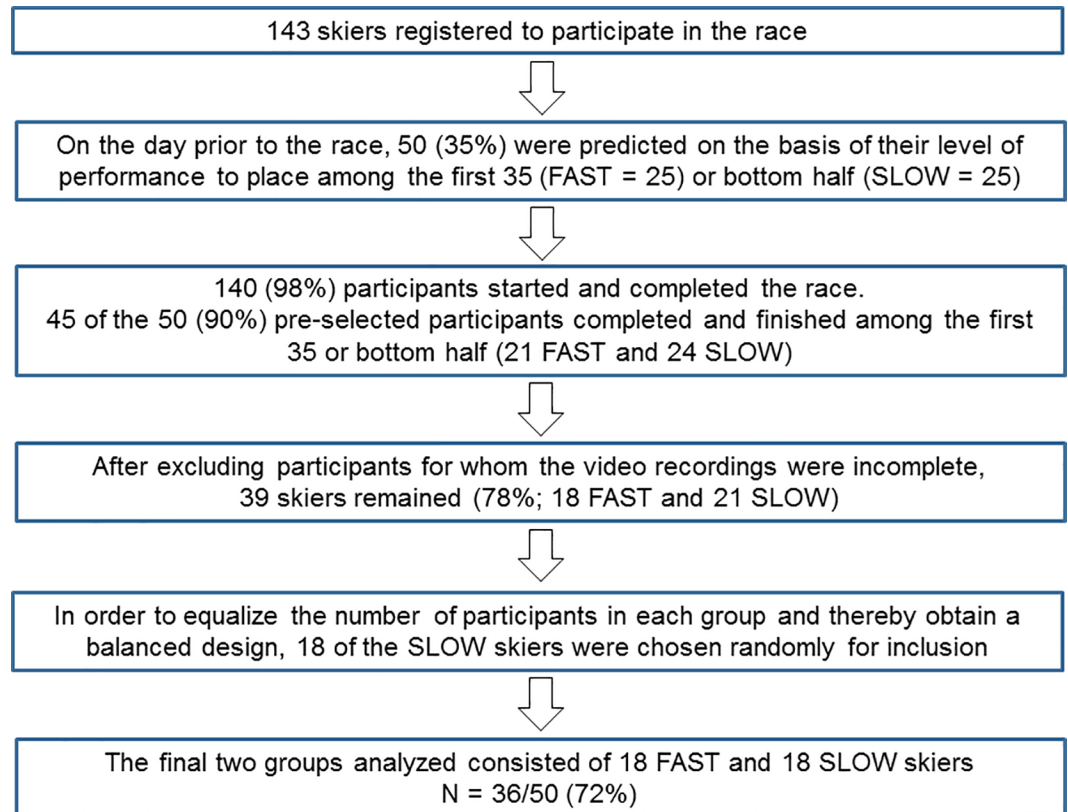 143 skiers registered to participate in the race
On the day prior to the race, 50 (35%) were predicted on the basis of their level of
performance to place among the first 35 (FAST = 25) or bottom half (SLOW = 25)
140 (98%) participants started and completed the race.
45 of the 50 (90%) pre-selected participants completed and finished among the first
35 or bottom half (21 FAST and 24 SLOW)
After excluding participants for whom the video recordings were incomplete,
39 skiers remained (78%; 18 FAST and 21 SLOW)
In order to equalize the number of participants in each group and thereby obtain a
balanced design, 18 of the SLOW skiers were chosen randomly for inclusion
The final two groups analyzed consisted of 18 FAST and 18 SLOW skiers
N = 36/50 (72%)